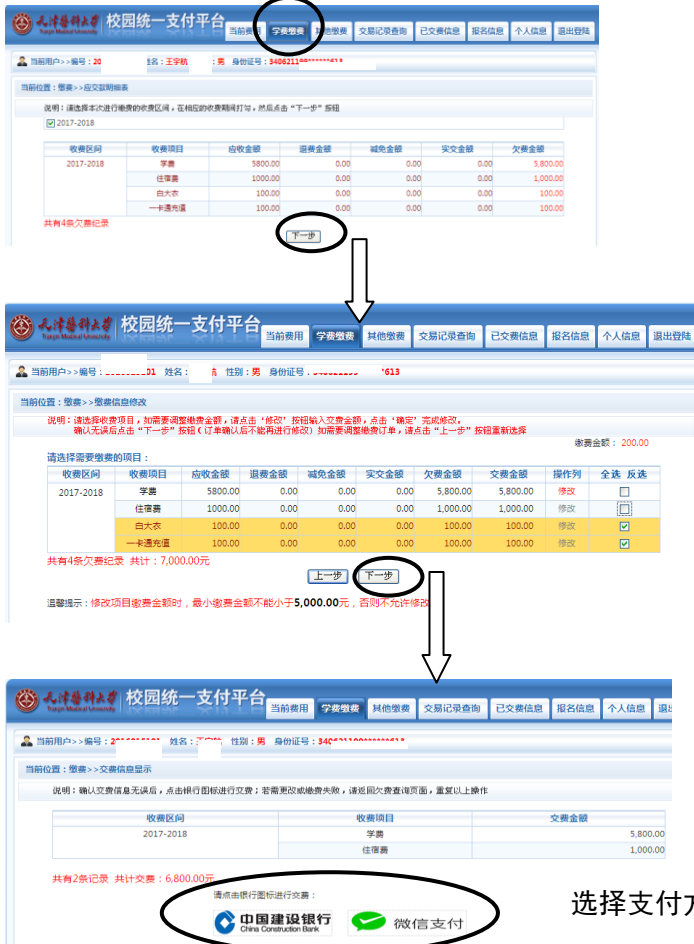 天津医科大学 校园统一支付平台
Tianjin Medical University
当前费用 学费缴费 其他缴费 交易记录查询 已交费信息 报名信息 个人信息 退出登陆
当前用户>>编号：20 姓名：王宇航 ：男 身份证号：
当前位置：缴费>>应交款明细表
说明：请选择本次进行缴费的收费区间，在相应的收费期间打勾，然后点击“下一步”按钮
2017-2018
收费区间 收费项目 应收金额 退费金额 减免金额 实交金额 欠费金额
2017-2018 学费 5800.00 0.00 0.00 0.00 5,800.00
住宿费 1000.00 0.00 0.00 0.00 1,000.00
白大衣 100.00 0.00 0.00 0.00 100.00
一卡通充值 100.00 0.00 0.00 0.00 100.00
共有4条欠费纪录
下一步
天津医科大学 校园统一支付平台
Tianjin Medical University
当前费用 学费缴费 其他缴费 交易记录查询 已交费信息 报名信息 个人信息 退出登陆
当前用户>>编号： 01 姓名： 性别：男 身份证号： *613
当前位置：缴费>>缴费信息修改
说明：请选择收费项目，如需要调整缴费金额，请点击‘修改’按钮输入交费金额，点击‘确定’完成修改。
确认无误后点击“下一步”按钮（订单确认后不能再进行修改）如需要调整缴费订单，请点击“上一步”按钮重新选择
缴费金额： 200.00
请选择需要缴费的项目：
收费区间 收费项目 应收金额 退费金额 减免金额 实交金额 欠费金额 交费金额 操作列 全选 反选
2017-2018 学费 5800.00 0.00 0.00 0.00 5,800.00 5,800.00 修改
住宿费 1000.00 0.00 0.00 0.00 1,000.00 1,000.00 修改
白大衣 100.00 0.00 0.00 0.00 100.00 100.00 修改
一卡通充值 100.00 0.00 0.00 0.00 100.00 100.00 修改
共有4条欠费纪录 共计：7,000.00元
上一步 下一步
温馨提示：修改项目缴费金额时，最小缴费金额不能小于5,000.00元，否则不允许修改
天津医科大学 校园统一支付平台
Tianjin Medical University
当前费用 学费缴费 其他缴费 交易记录查询 已交费信息 报名信息 个人信息
当前用户>>编号： 姓名： 性别：男 身份证号：
当前位置：缴费>>交费信息显示
说明：确认交费信息无误后，点击银行图标进行交费；若需更改或缴费失败，请返回欠费查询页面，重复以上操作
收费区间 收费项目 交费金额
2017-2018 学费 5,800.00
住宿费 1,000.00
共有2条记录 共计交费：6,800.00元
请点击银行图标进行交费：
中国建设银行
China Construction Bank
微信支付
选择支付方